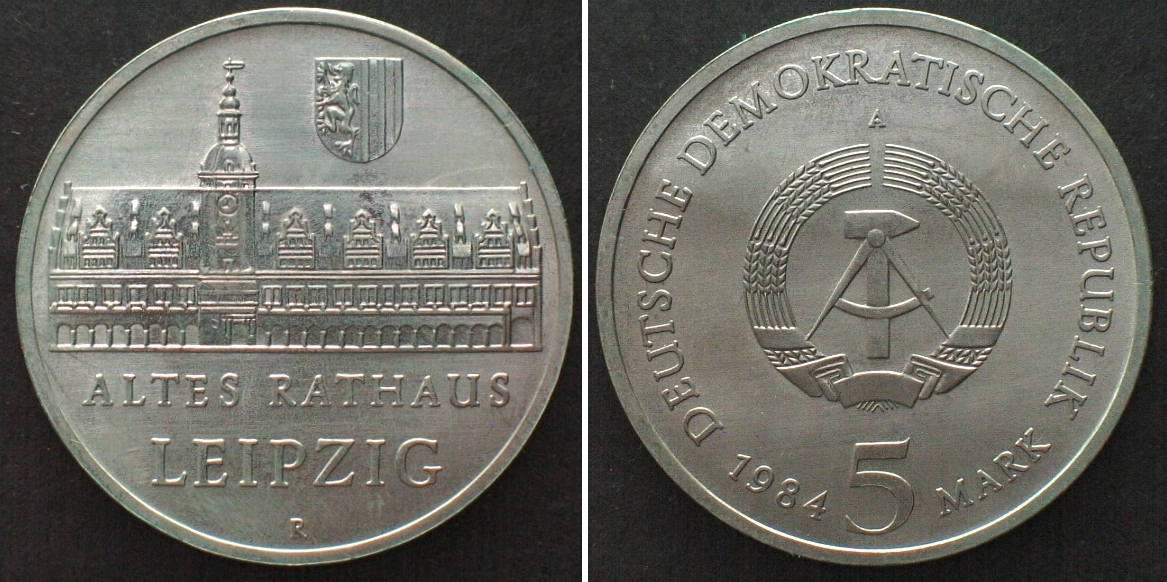 ALTES RATHAUS
LEIPZIG
R
DEUTSCHE DEMOKRATISCHE REPUBLIK
A
1984 5 MARK